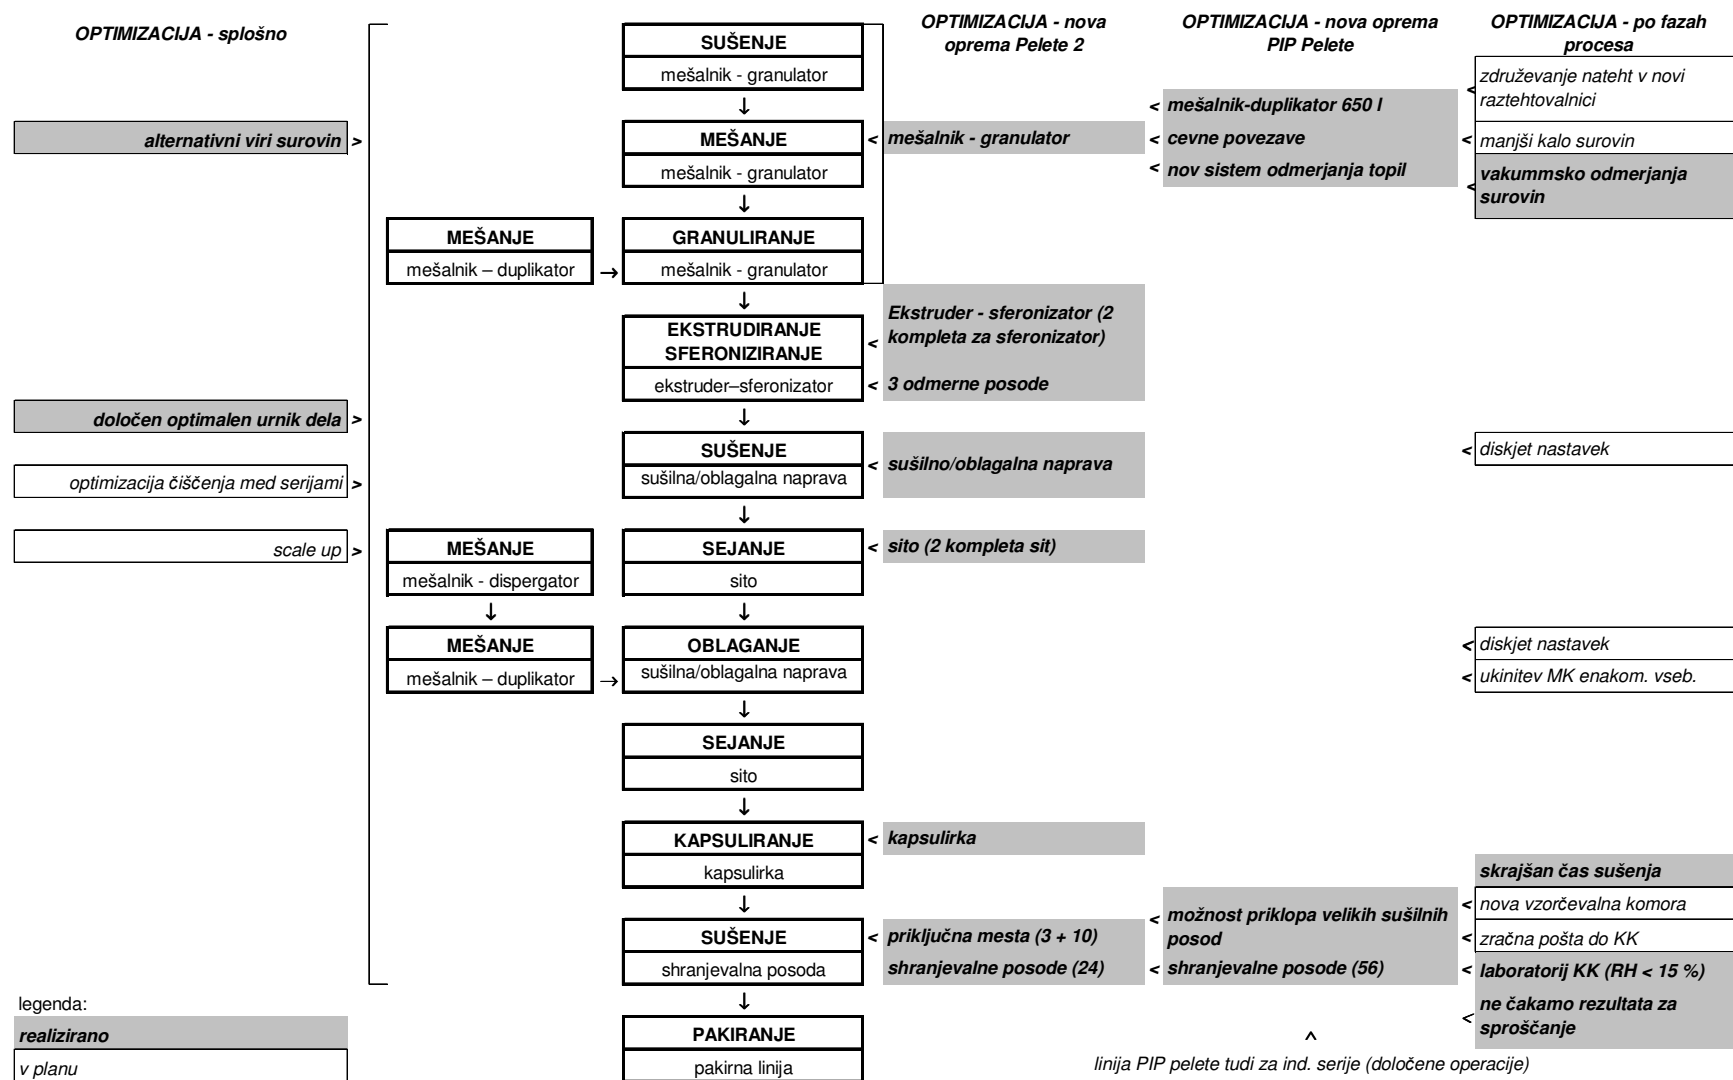 OPTIMIZACIJA - splošno
alternativni viri surovin >
določen optimalen urnik dela >
optimizacija čiščenja med serijami >
scale up >
legenda:
realizirano
v planu
MEŠANJE
mešalnik – duplikator →
MEŠANJE
mešalnik - dispergator
↓
MEŠANJE
mešalnik – duplikator →
SUŠENJE
mešalnik - granulator
↓
MEŠANJE
mešalnik - granulator
↓
GRANULIRANJE
mešalnik - granulator
↓
EKSTRUDIRANJE
SFERONIZIRANJE
ekstruder–sferonizator
↓
SUŠENJE
sušilna/oblagalna naprava
↓
SEJANJE
sito
↓
OBLAGANJE
sušilna/oblagalna naprava
↓
SEJANJE
sito
↓
KAPSULIRANJE
kapsulirka
↓
SUŠENJE
shranjevalna posoda
↓
PAKIRANJE
pakirna linija
OPTIMIZACIJA - nova
oprema Pelete 2
< mešalnik - granulator
Ekstruder - sferonizator (2
< kompleta za sferonizator)
< 3 odmerne posode
< sušilno/oblagalna naprava
< sito (2 kompleta sit)
< kapsulirka
< priključna mesta (3 + 10)
shranjevalne posode (24)
OPTIMIZACIJA - nova oprema
PIP Pelete
< mešalnik-duplikator 650 l
< cevne povezave
< nov sistem odmerjanja topil
< možnost priklopa velikih sušilnih
posod
< shranjevalne posode (56)
^
linija PIP pelete tudi za ind. serije (določene operacije)
OPTIMIZACIJA - po fazah
procesa
< združevanje nateht v novi
raztehtovalnici
< manjši kalo surovin
< vakummsko odmerjanja
surovin
< diskjet nastavek
< diskjet nastavek
< ukinitev MK enakom. vseb.
skrajšan čas sušenja
< nova vzorčevalna komora
< zračna pošta do KK
< laboratorij KK (RH < 15 %)
< ne čakamo rezultata za
sproščanje